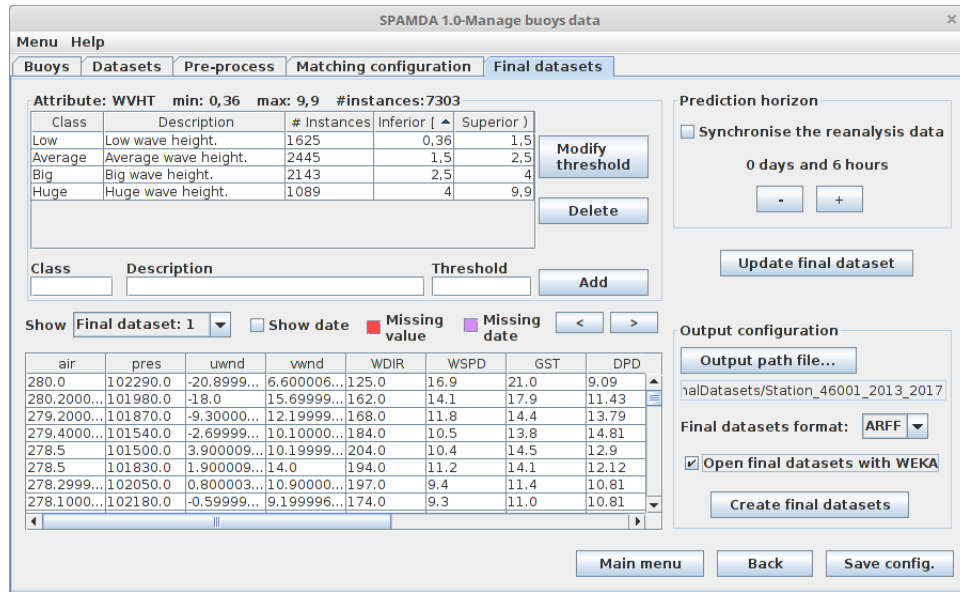 SPAMDA 1.0-Manage buoys data ×
Menu Help
Buoys Datasets Pre-process Matching configuration Final datasets
Attribute: WVHT min: 0,36 max: 9,9 #instances:7303
Class Description # Instances Inferior [ Superior )
Low Low wave height. 1625 0,36 1,5
Average Average wave height. 2445 1,5 2,5
Big Big wave height. 2143 2,5 4
Huge Huge wave height. 1089 4 9,9
Modify
threshold
Delete
Class Description Threshold
Add
Prediction horizon
Synchronise the reanalysis data
0 days and 6 hours
- +
Update final dataset
Show Final dataset: 1 Show date Missing
value Missing
date < >
air pres uwnd vwnd WDIR WSPD GST DPD
280.0 102290.0 -20.8999... 6.600006... 125.0 16.9 21.0 9.09
280.2000... 101980.0 -18.0 15.69999... 162.0 14.1 17.9 11.43
279.2000... 101870.0 -9.30000... 12.19999... 168.0 11.8 14.4 13.79
279.4000... 101540.0 -2.69999... 10.10000... 184.0 10.5 13.8 14.81
278.5 101500.0 3.900009... 10.19999... 204.0 10.4 14.5 12.9
278.5 101830.0 1.900009... 14.0 194.0 11.2 14.1 12.12
278.2999... 102050.0 0.800003... 10.90000... 197.0 9.4 11.4 10.81
278.1000... 102180.0 -0.59999... 9.199996... 174.0 9.3 11.0 10.81
Output configuration
Output path file...
nalDatasets/Station_46001_2013_2017
Final datasets format: ARFF
Open final datasets with WEKA
Create final datasets
Main menu Back Save config.